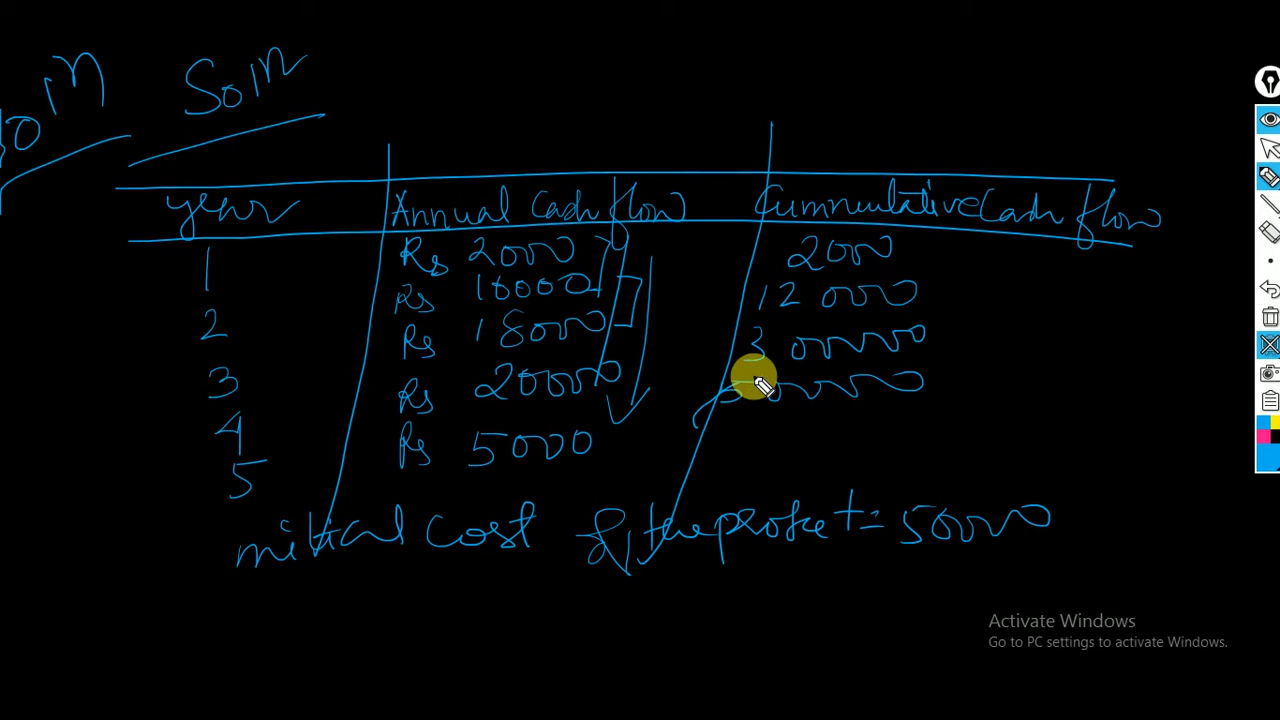 Soln
year Annual Cash flow Cummulative Cash flow
1 Rs 2000 2000
2 Rs 10000 12000
3 Rs 18000 300000
4 Rs 20000
5 Rs 5000
initial cost of the project = 50000
Activate Windows
Go to PC settings to activate Windows.